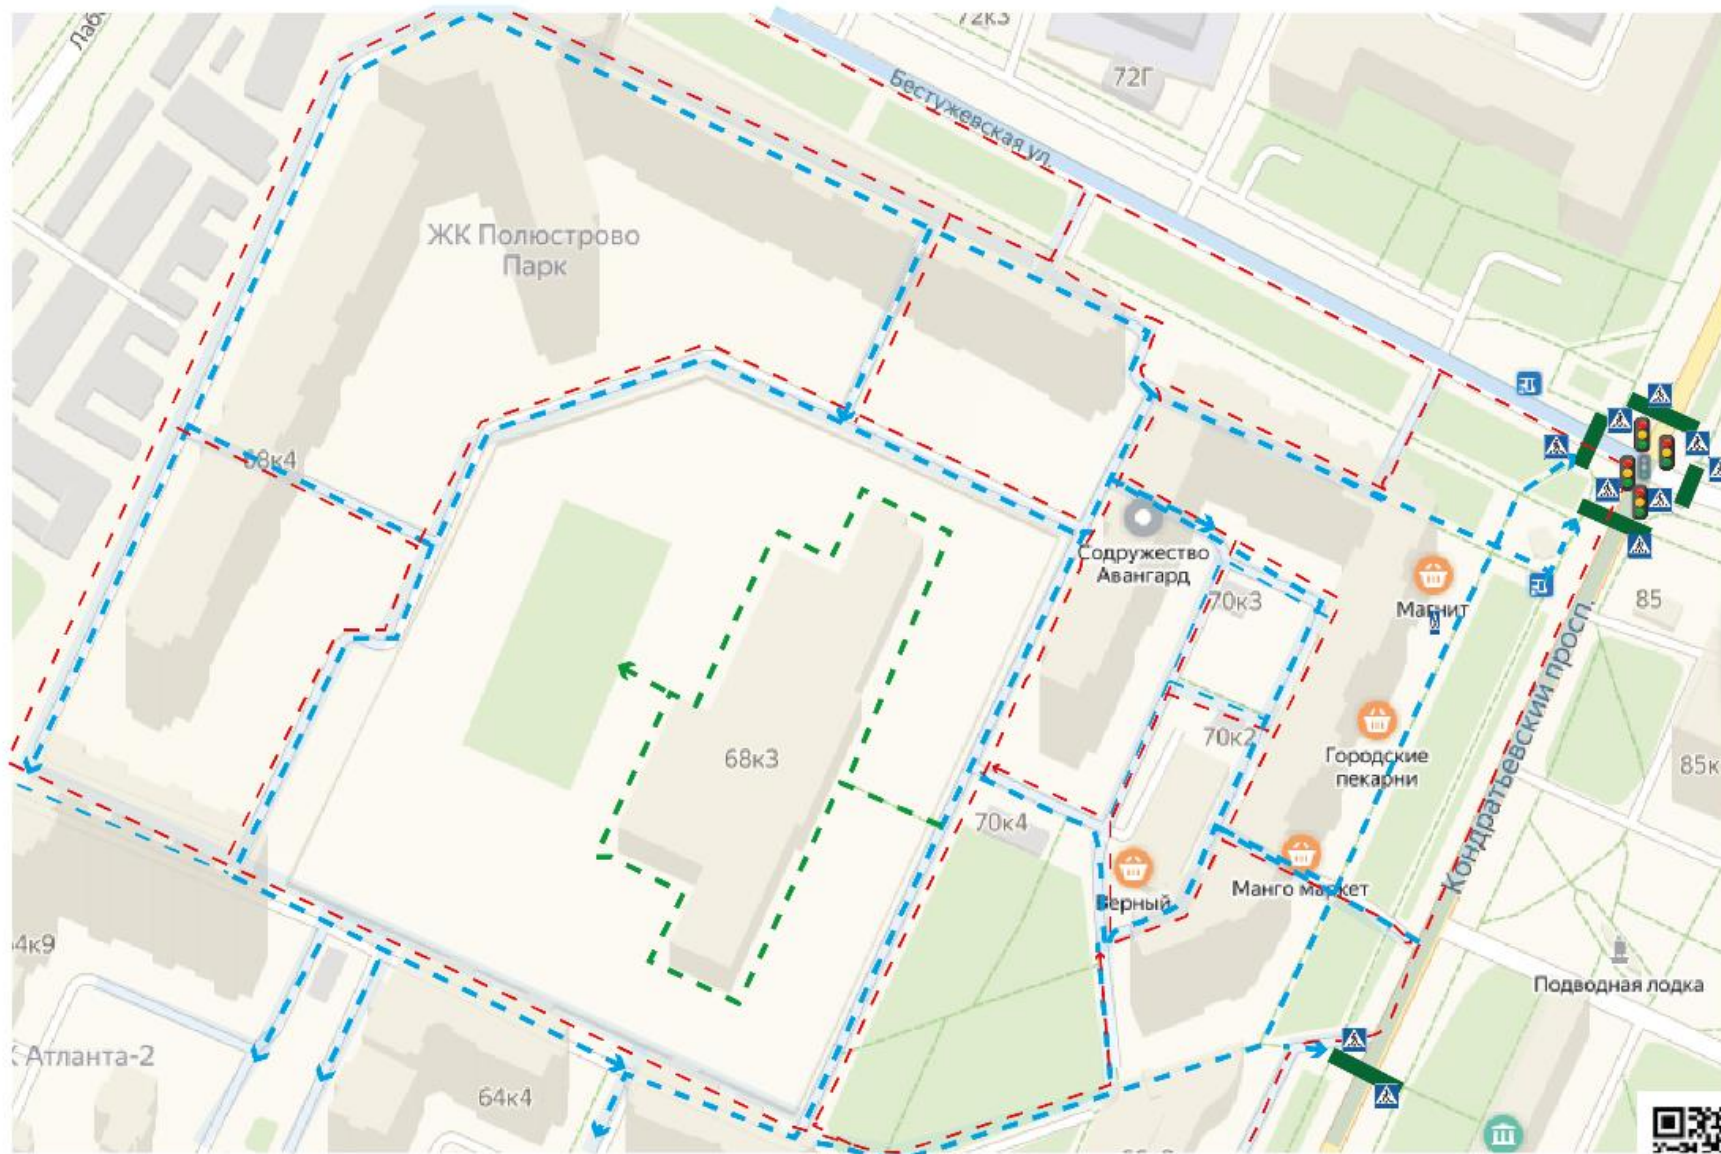 72к3
72Г
Бестужевская ул.
ЖК Полюстрово
Парк
68к4
Содружество
Авангард
70к3
Магнит
85
70к2
68к3
Городские
пекарни
85к
70к4
Кондратьевский просп.
Верный
Манго маркет
Подводная лодка
Атланта-2
64к4